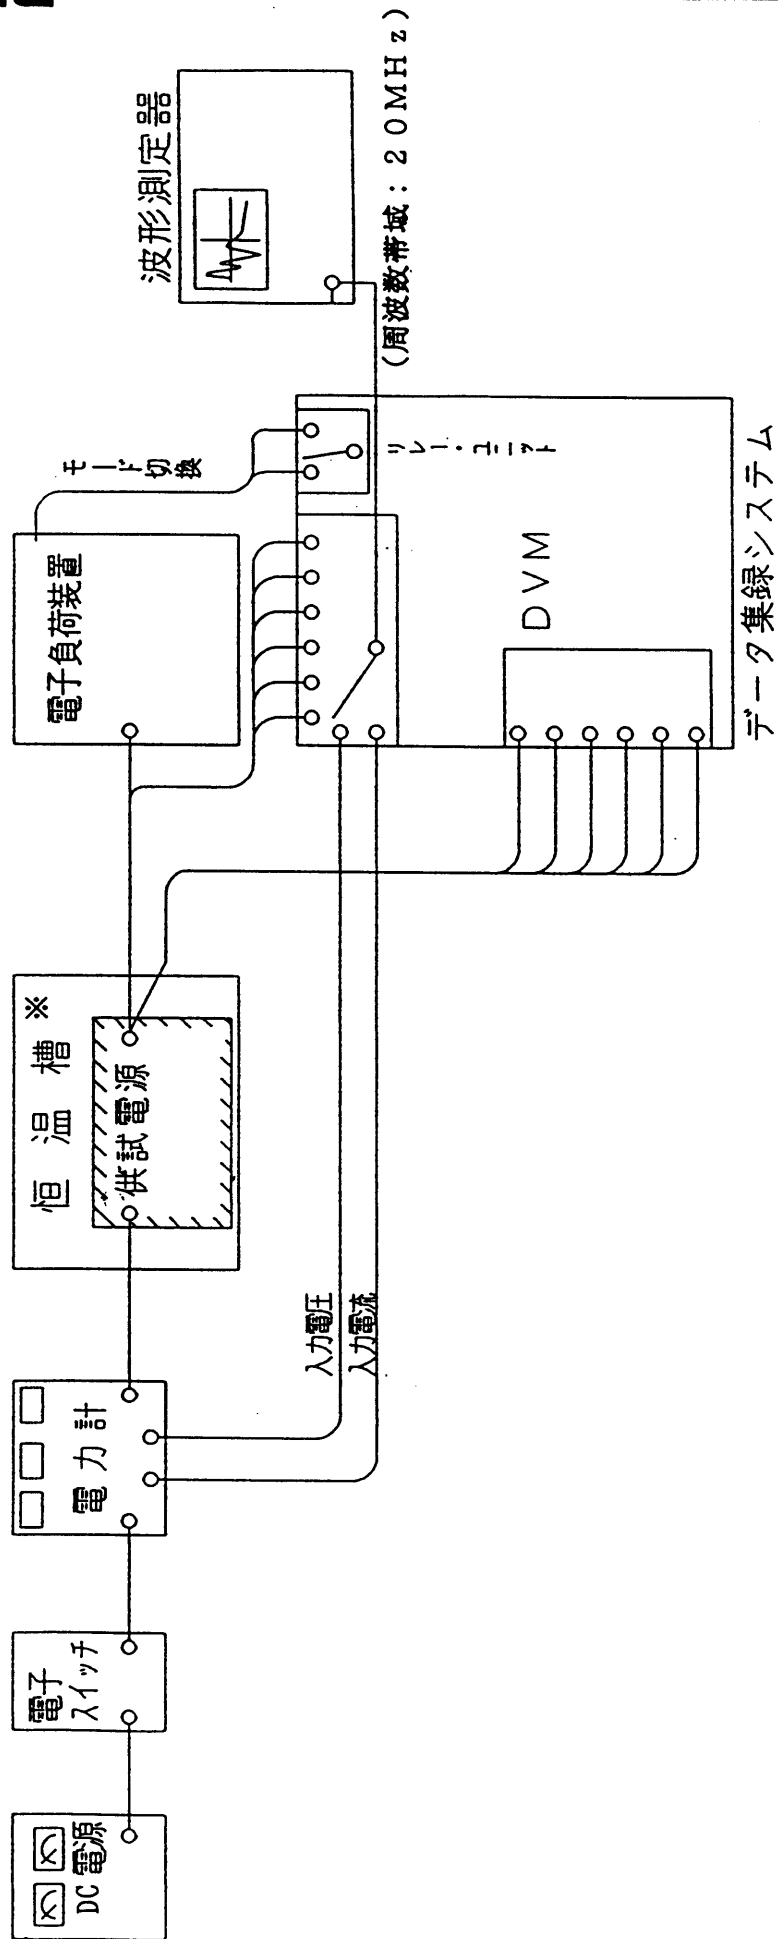 DC電源
電子
スイッチ
電力計
恒温槽
※
供試電源
電子負荷装置
モード切換
波形測定器
(周波数帯域:20MHz)
リレー・ユニット
入力電圧
入力電流
DVM
データ集録システム